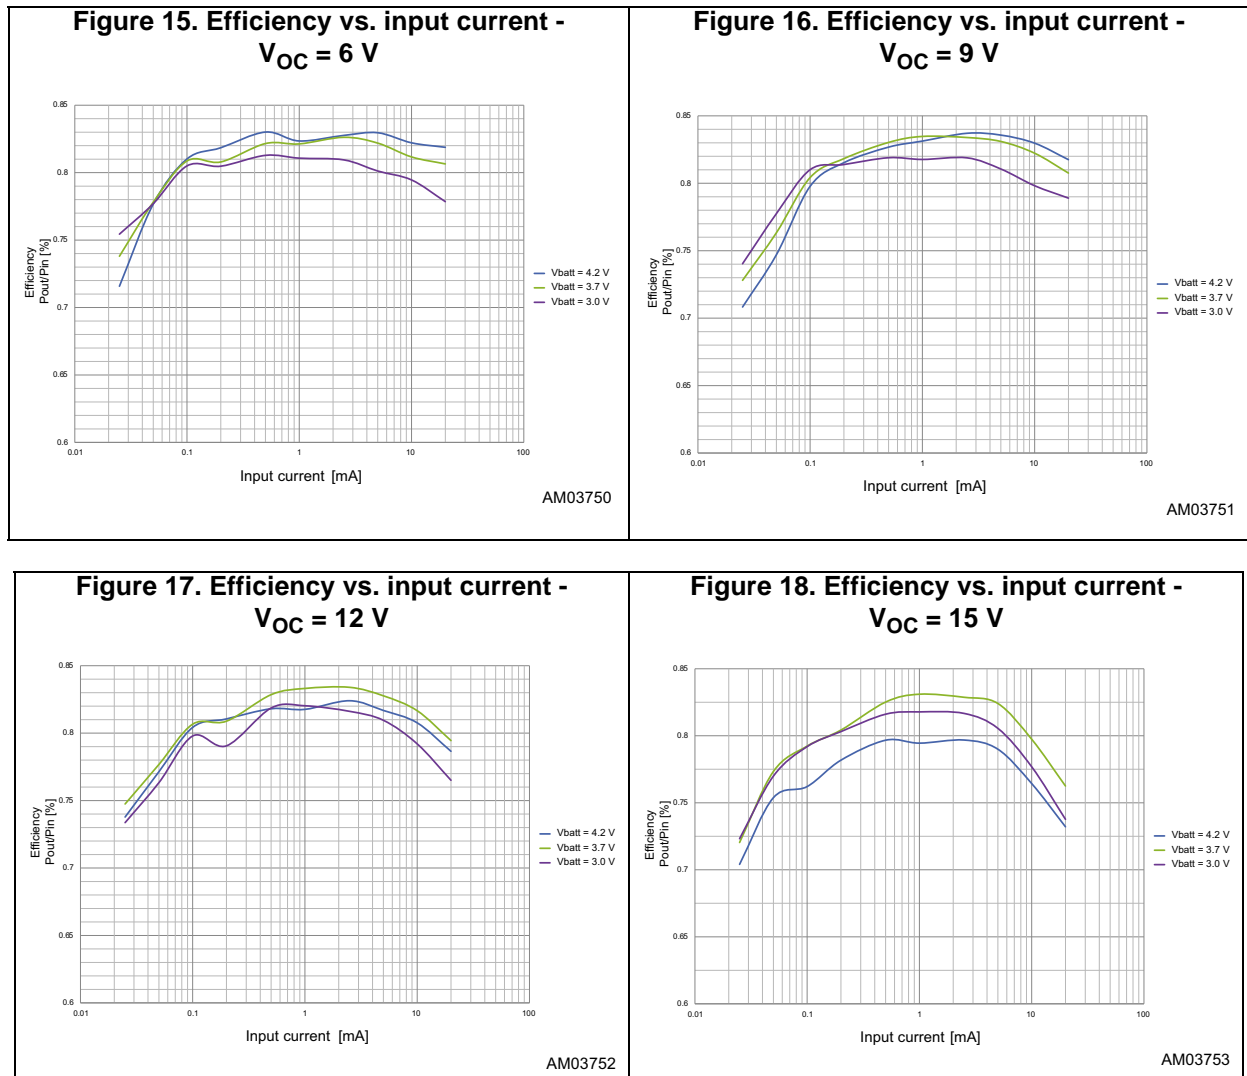 Figure 15. Efficiency vs. input current -
VOC = 6 V
0.85
0.8
0.75
0.7
0.65
0.6
Efficiency
Pout/Pin [%]
0.01 0.1 1 10 100
Input current [mA]
Vbatt = 4.2 V
Vbatt = 3.7 V
Vbatt = 3.0 V
AM03750
Figure 16. Efficiency vs. input current -
VOC = 9 V
0.85
0.8
0.75
0.7
0.65
0.6
Efficiency
Pout/Pin [%]
0.01 0.1 1 10 100
Input current [mA]
Vbatt = 4.2 V
Vbatt = 3.7 V
Vbatt = 3.0 V
AM03751
Figure 17. Efficiency vs. input current -
VOC = 12 V
0.85
0.8
0.75
0.7
0.65
0.6
Efficiency
Pout/Pin [%]
0.01 0.1 1 10 100
Input current [mA]
Vbatt = 4.2 V
Vbatt = 3.7 V
Vbatt = 3.0 V
AM03752
Figure 18. Efficiency vs. input current -
VOC = 15 V
0.85
0.8
0.75
0.7
0.65
0.6
Efficiency
Pout/Pin [%]
0.01 0.1 1 10 100
Input current [mA]
Vbatt = 4.2 V
Vbatt = 3.7 V
Vbatt = 3.0 V
AM03753